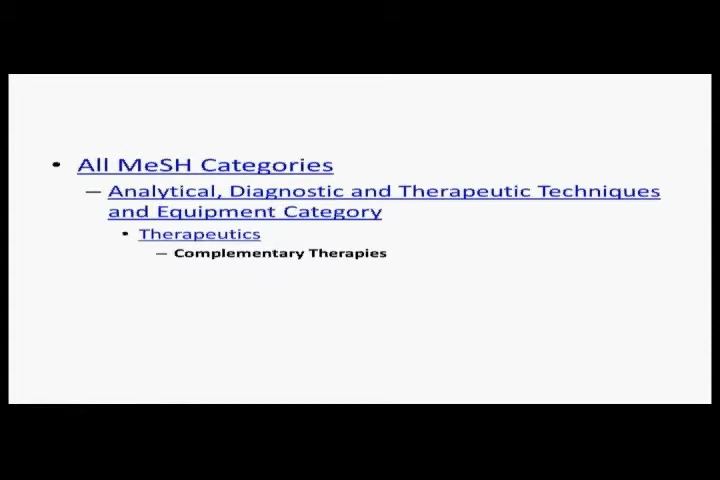 • All MeSH Categories
– Analytical, Diagnostic and Therapeutic Techniques
and Equipment Category
• Therapeutics
– Complementary Therapies